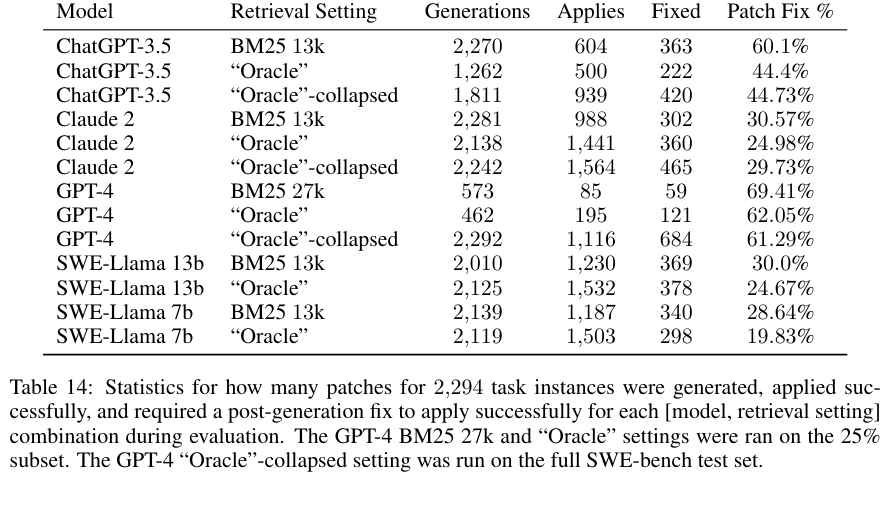 Model Retrieval Setting Generations Applies Fixed Patch Fix %
ChatGPT-3.5 BM25 13k 2,270 604 363 60.1%
ChatGPT-3.5 “Oracle” 1,262 500 222 44.4%
ChatGPT-3.5 “Oracle”-collapsed 1,811 939 420 44.73%
Claude 2 BM25 13k 2,281 988 302 30.57%
Claude 2 “Oracle” 2,138 1,441 360 24.98%
Claude 2 “Oracle”-collapsed 2,242 1,564 465 29.73%
GPT-4 BM25 27k 573 85 59 69.41%
GPT-4 “Oracle” 462 195 121 62.05%
GPT-4 “Oracle”-collapsed 2,292 1,116 684 61.29%
SWE-Llama 13b BM25 13k 2,010 1,230 369 30.0%
SWE-Llama 13b “Oracle” 2,125 1,532 378 24.67%
SWE-Llama 7b BM25 13k 2,139 1,187 340 28.64%
SWE-Llama 7b “Oracle” 2,119 1,503 298 19.83%
Table 14: Statistics for how many patches for 2,294 task instances were generated, applied suc-
cessfully, and required a post-generation fix to apply successfully for each [model, retrieval setting]
combination during evaluation. The GPT-4 BM25 27k and “Oracle” settings were ran on the 25%
subset. The GPT-4 “Oracle”-collapsed setting was run on the full SWE-bench test set.